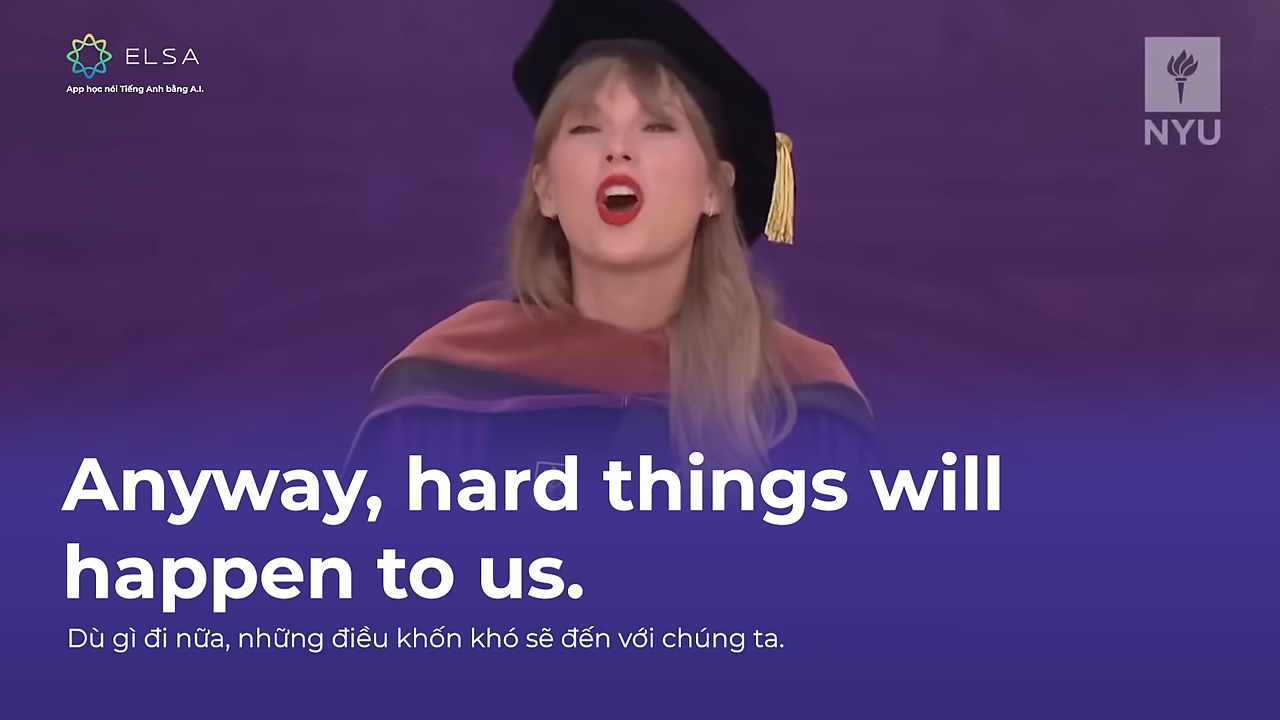 ELSA
App học nói Tiếng Anh bằng A.I.
NYU
Anyway, hard things will
happen to us.
Dù gì đi nữa, những điều khốn khó sẽ đến với chúng ta.